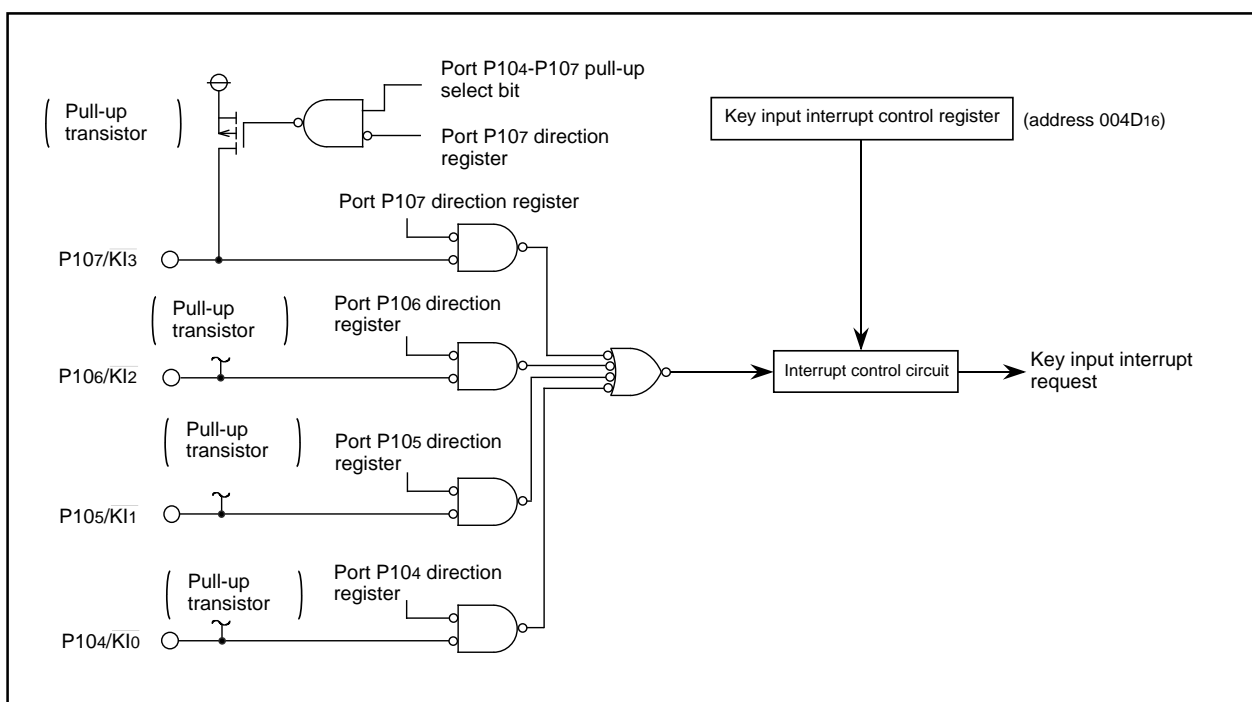 Port P104-P107 pull-up
select bit
Pull-up
transistor
Port P107 direction
register
Key input interrupt control register
(address 004D16)
Port P107 direction register
P107/KI3
Pull-up
transistor
Port P106 direction
register
P106/KI2
Interrupt control circuit
Key input interrupt
request
Pull-up
transistor
Port P105 direction
register
P105/KI1
Pull-up
transistor
Port P104 direction
register
P104/KI0